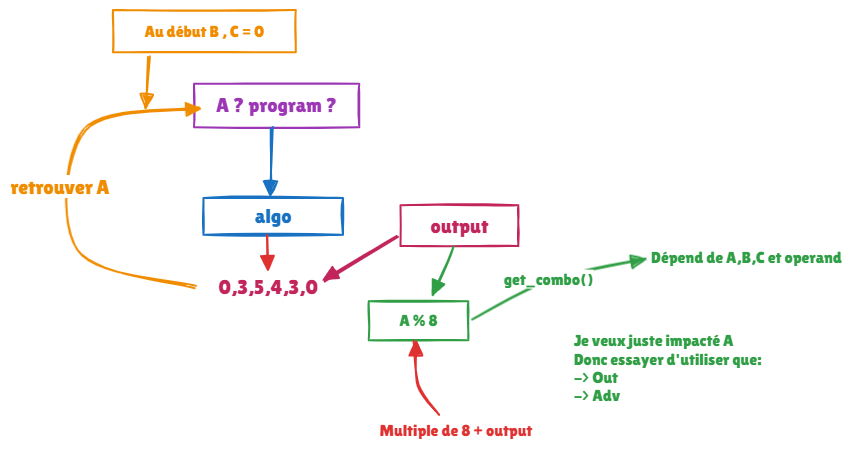 Au début B , C = 0
A ? program ?
retrouver A
algo
output
0,3,5,4,3,0
get_combo()
Dépend de A,B,C et operand
A % 8
Je veux juste impacté A
Donc essayer d'utiliser que:
–> Out
–> Adv
Multiple de 8 + output